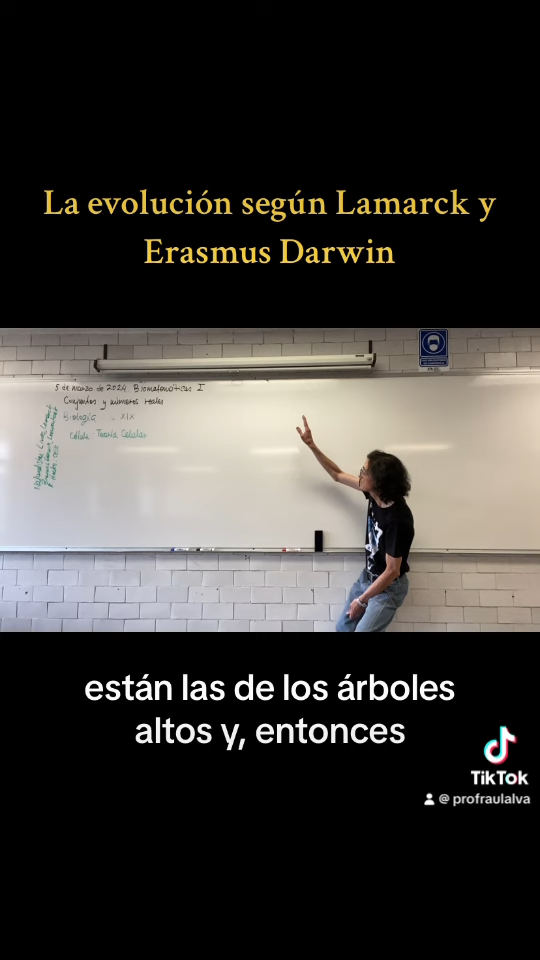 La evolución según Lamarck y
Erasmus Darwin
5 de marzo de 2024 Biomatemáticas I
Conjuntos y números reales
Biología XIX
Célula Teoría Celular
están las de los árboles
altos y, entonces
TikTok
@ profraulalva